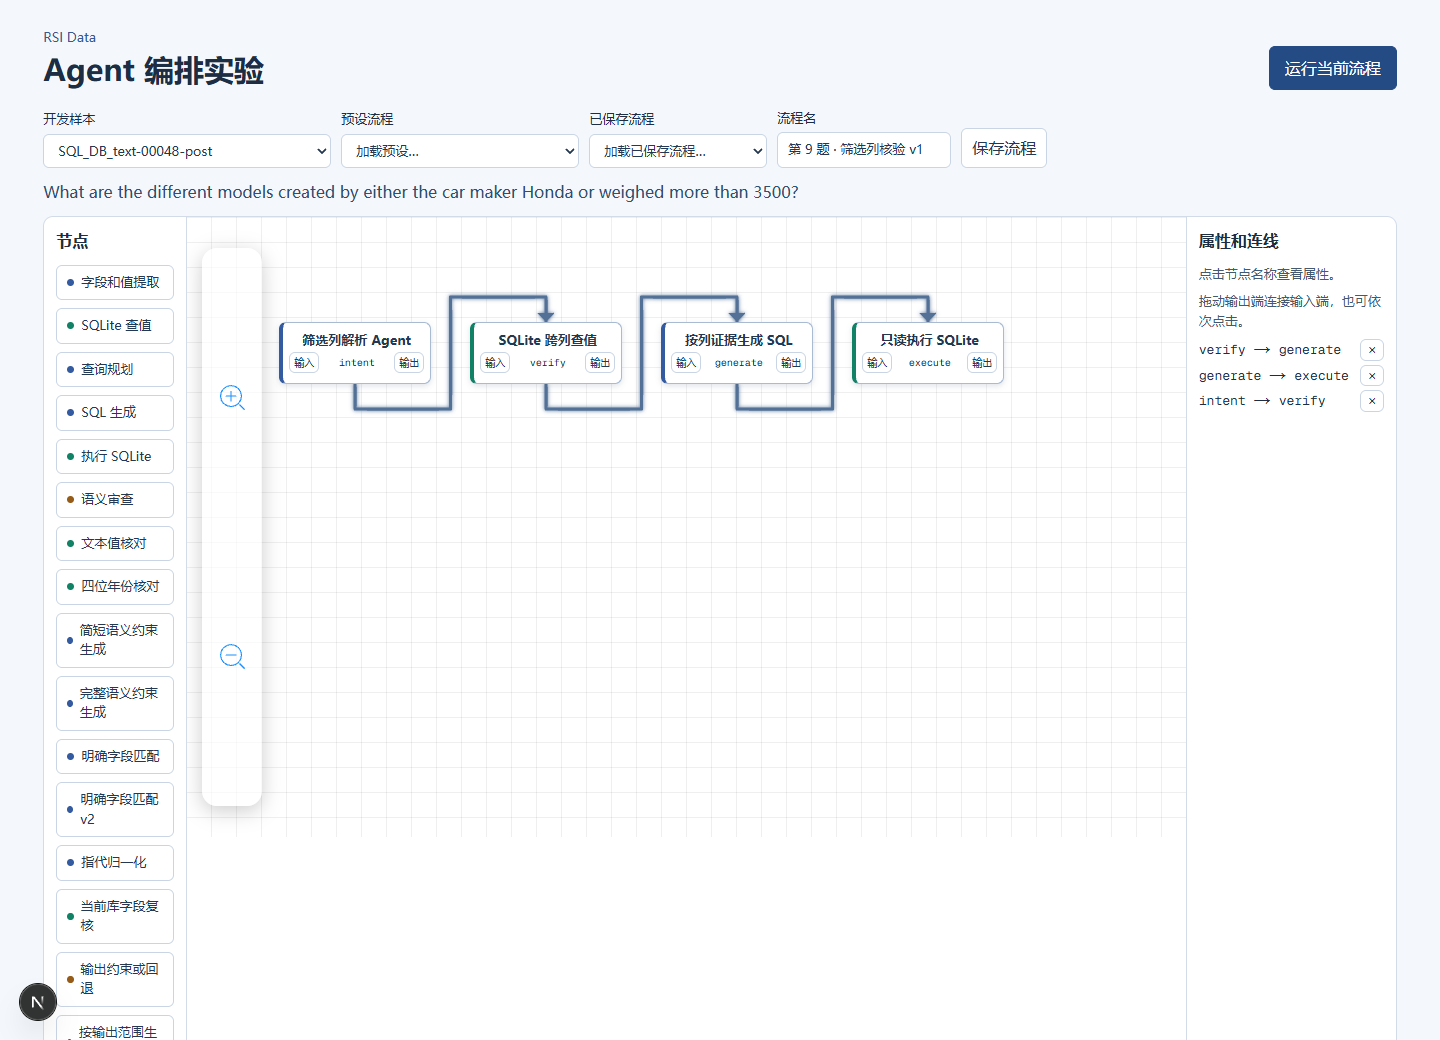 RSI Data
Agent 编排实验
运行当前流程
开发样本
预设流程
已保存流程
流程名
SQL_DB_text-00048-post
加载预设...
加载已保存流程...
第 9 题 · 筛选列核验 v1
保存流程
What are the different models created by either the car maker Honda or weighed more than 3500?
节点
字段和值提取
SQLite 查值
查询规划
SQL 生成
执行 SQLite
语义审查
文本值核对
四位年份核对
简短语义约束
生成
完整语义约束
生成
明确字段匹配
明确字段匹配
v2
指代归一化
当前库字段复
核
输出约束或回
退
按输出范围生
筛选列解析 Agent
输入 intent 输出
SQLite 跨列查值
输入 verify 输出
按列证据生成 SQL
输入 generate 输出
只读执行 SQLite
输入 execute 输出
属性和连线
点击节点名称查看属性。
拖动输出端连接输入端，也可依
次点击。
verify → generate ×
generate → execute ×
intent → verify ×
N